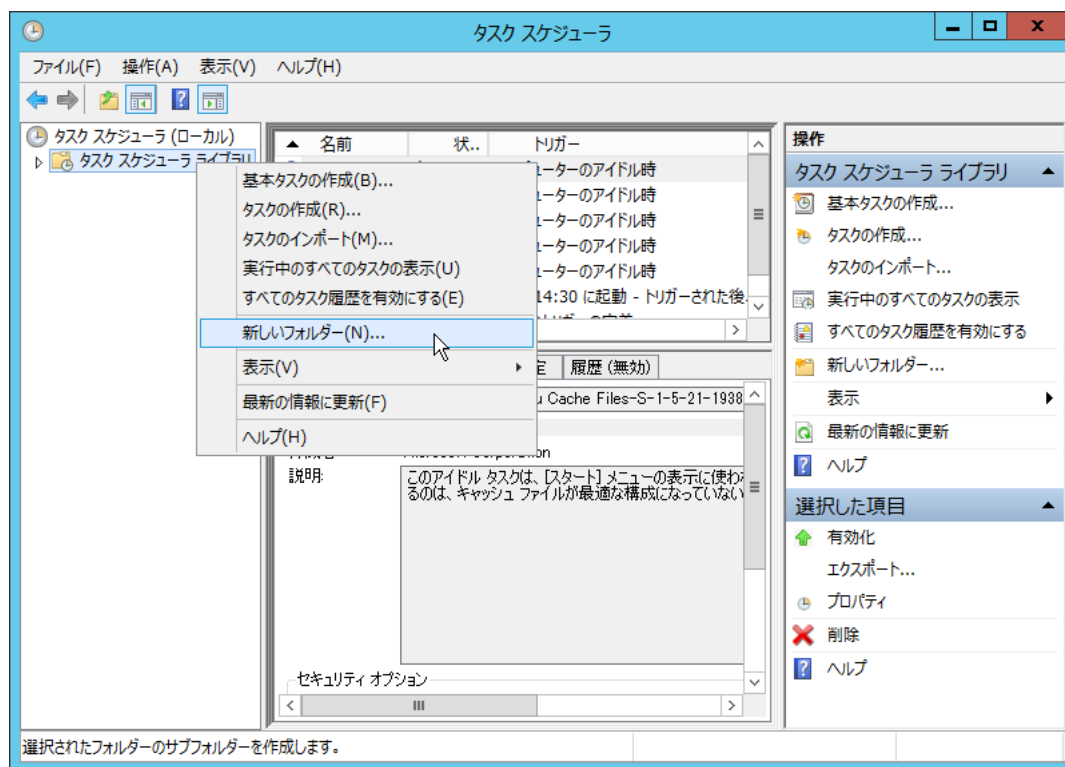 タスク スケジューラ
ファイル(F) 操作(A) 表示(V) ヘルプ(H)
タスク スケジューラ (ローカル)
タスク スケジューラ ライブラリ
基本タスクの作成(B)...
タスクの作成(R)...
タスクのインポート(M)...
実行中のすべてのタスクの表示(U)
すべてのタスク履歴を有効にする(E)
新しいフォルダー(N)...
表示(V)
最新の情報に更新(F)
ヘルプ(H)
名前 状.. トリガー
ューターのアイドル時
ューターのアイドル時
ューターのアイドル時
ューターのアイドル時
ューターのアイドル時
14:30 に起動 - トリガーされた後
履歴 (無効)
u Cache Files-S-1-5-21-1938
説明:
このアイドル タスクは、[スタート] メニューの表示に使わ
るのは、キャッシュ ファイルが最適な構成になっていない
セキュリティ オプション
操作
タスク スケジューラ ライブラリ
基本タスクの作成...
タスクの作成...
タスクのインポート...
実行中のすべてのタスクの表示
すべてのタスク履歴を有効にする
新しいフォルダー...
表示
最新の情報に更新
ヘルプ
選択した項目
有効化
エクスポート...
プロパティ
削除
ヘルプ
選択されたフォルダーのサブフォルダーを作成します。